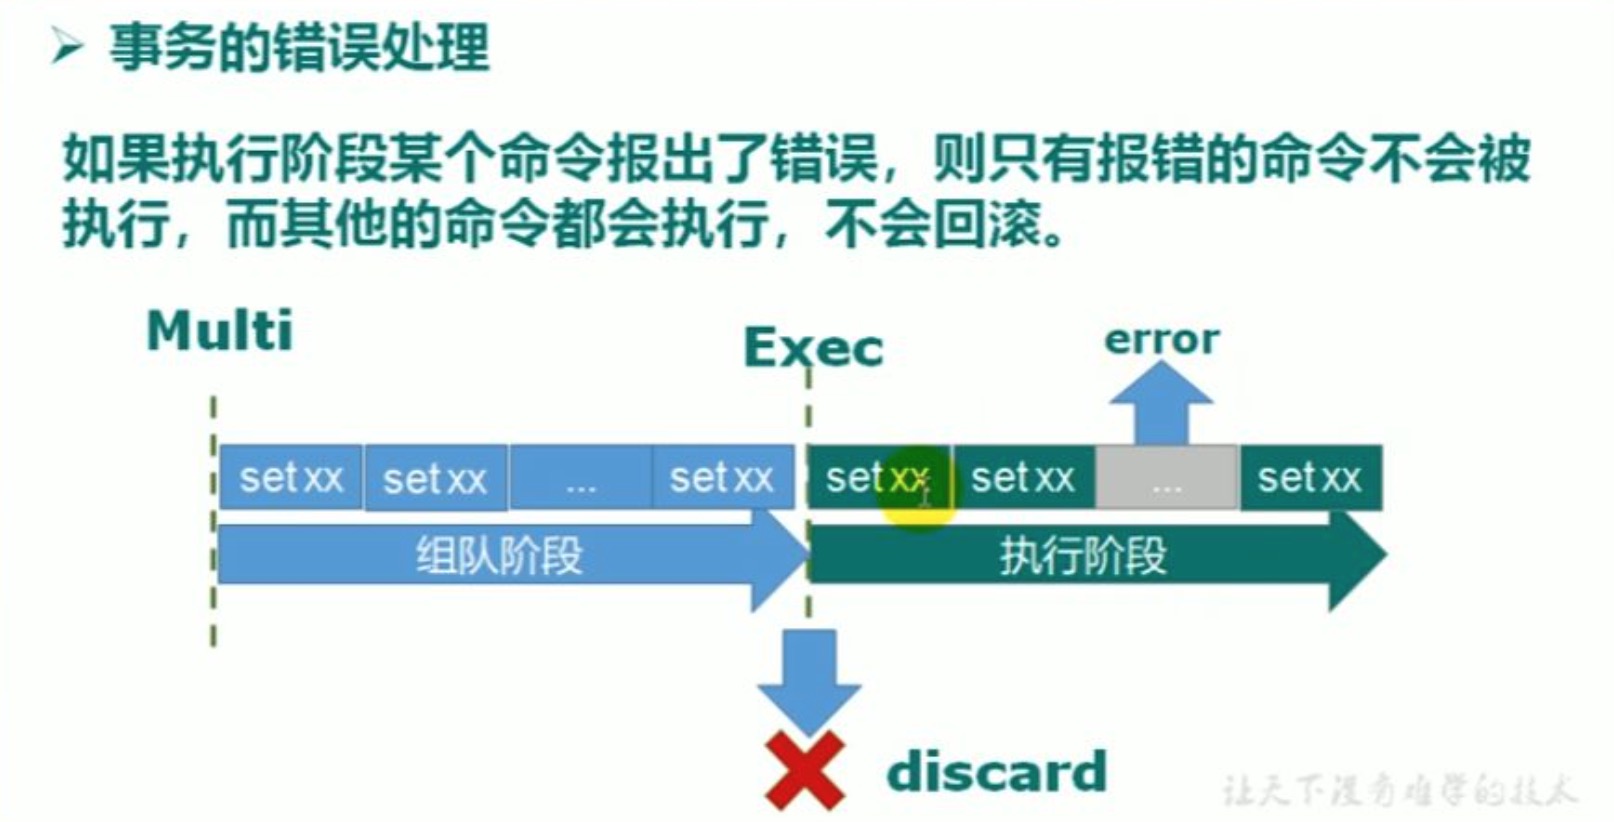 事务的错误处理
如果执行阶段某个命令报出了错误，则只有报错的命令不会被
执行，而其他的命令都会执行，不会回滚。
Multi
Exec
error
set xx
set xx
...
set xx
set xx
set xx
...
set xx
组队阶段
执行阶段
discard
让天下没有难学的技术